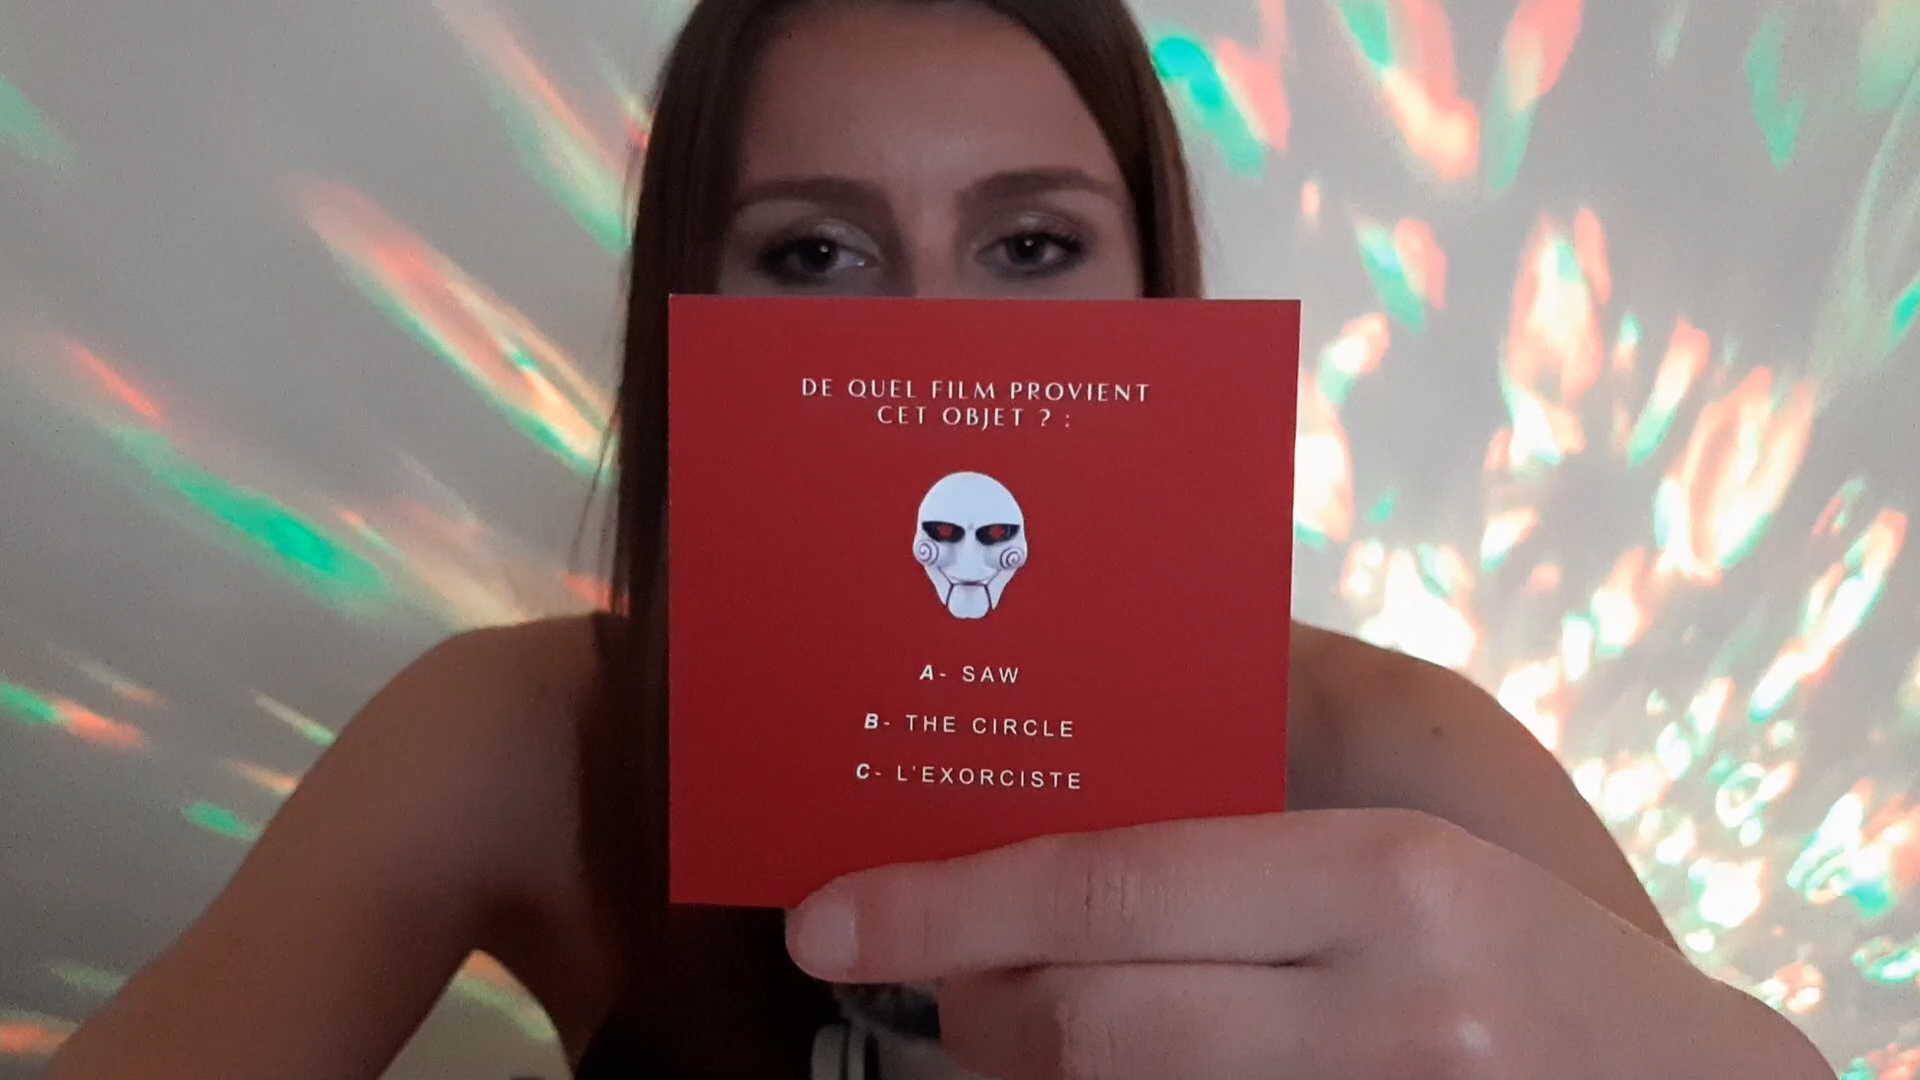 DE QUEL FILM PROVIENT
CET OBJET ? :
A- SAW
B- THE CIRCLE
C- L'EXORCISTE